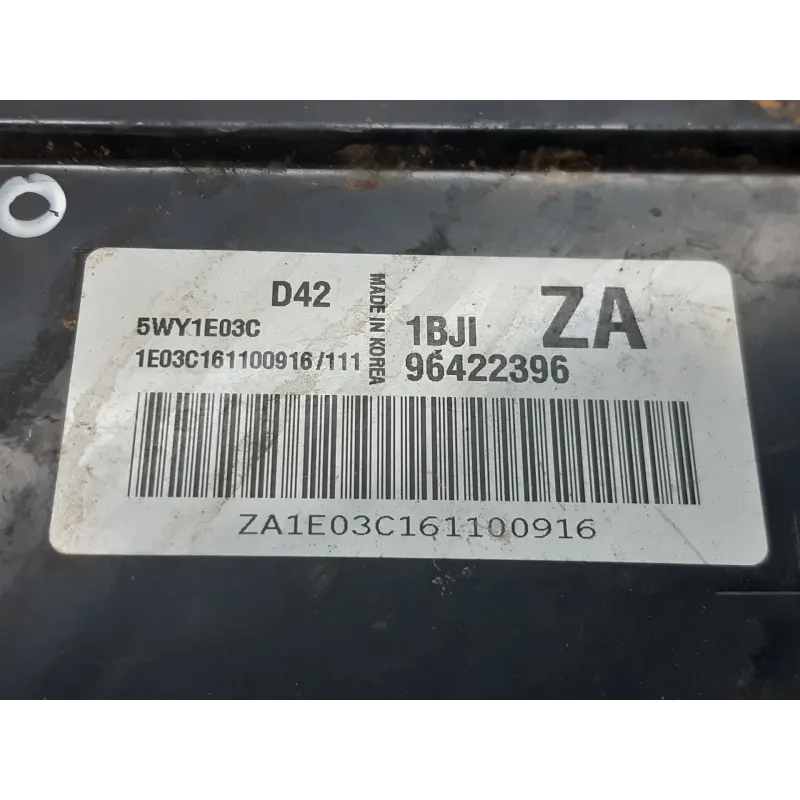 D42
MADE IN KOREA
ZA
5WY1E03C
1BJI
1E03C161100916/111
96422396
ZA1E03C161100916